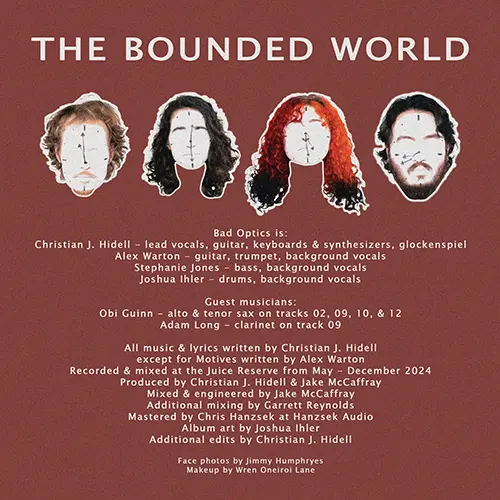 THE BOUNDED WORLD
Bad Optics is:
Christian J. Hidell – lead vocals, guitar, keyboards & synthesizers, glockenspiel
Alex Warton – guitar, trumpet, background vocals
Stephanie Jones – bass, background vocals
Joshua Ihler – drums, background vocals
Guest musicians:
Obi Guinn – alto & tenor sax on tracks 02, 09, 10, & 12
Adam Long – clarinet on track 09
All music & lyrics written by Christian J. Hidell
except for Motives written by Alex Warton
Recorded & mixed at the Juice Reserve from May – December 2024
Produced by Christian J. Hidell & Jake McCaffray
Mixed & engineered by Jake McCaffray
Additional mixing by Garrett Reynolds
Mastered by Chris Hanzsek at Hanzsek Audio
Album art by Joshua Ihler
Additional edits by Christian J. Hidell
Face photos by Jimmy Humphryes
Makeup by Wren Oneiroi Lane